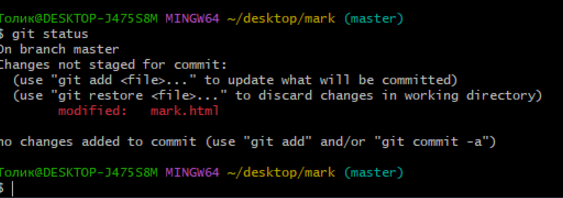 Толик@DESKTOP-J475S8M MINGW64 ~/desktop/mark (master)
$ git status
On branch master
Changes not staged for commit:
  (use "git add <file>..." to update what will be committed)
  (use "git restore <file>..." to discard changes in working directory)
        modified:   mark.html
no changes added to commit (use "git add" and/or "git commit -a")
Толик@DESKTOP-J475S8M MINGW64 ~/desktop/mark (master)
$